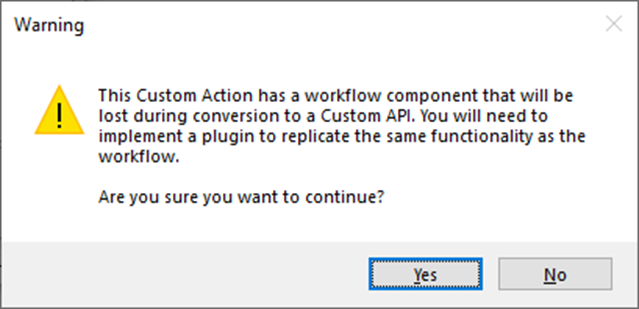 Warning
This Custom Action has a workflow component that will be
lost during conversion to a Custom API. You will need to
implement a plugin to replicate the same functionality as the
workflow.
Are you sure you want to continue?
Yes
No